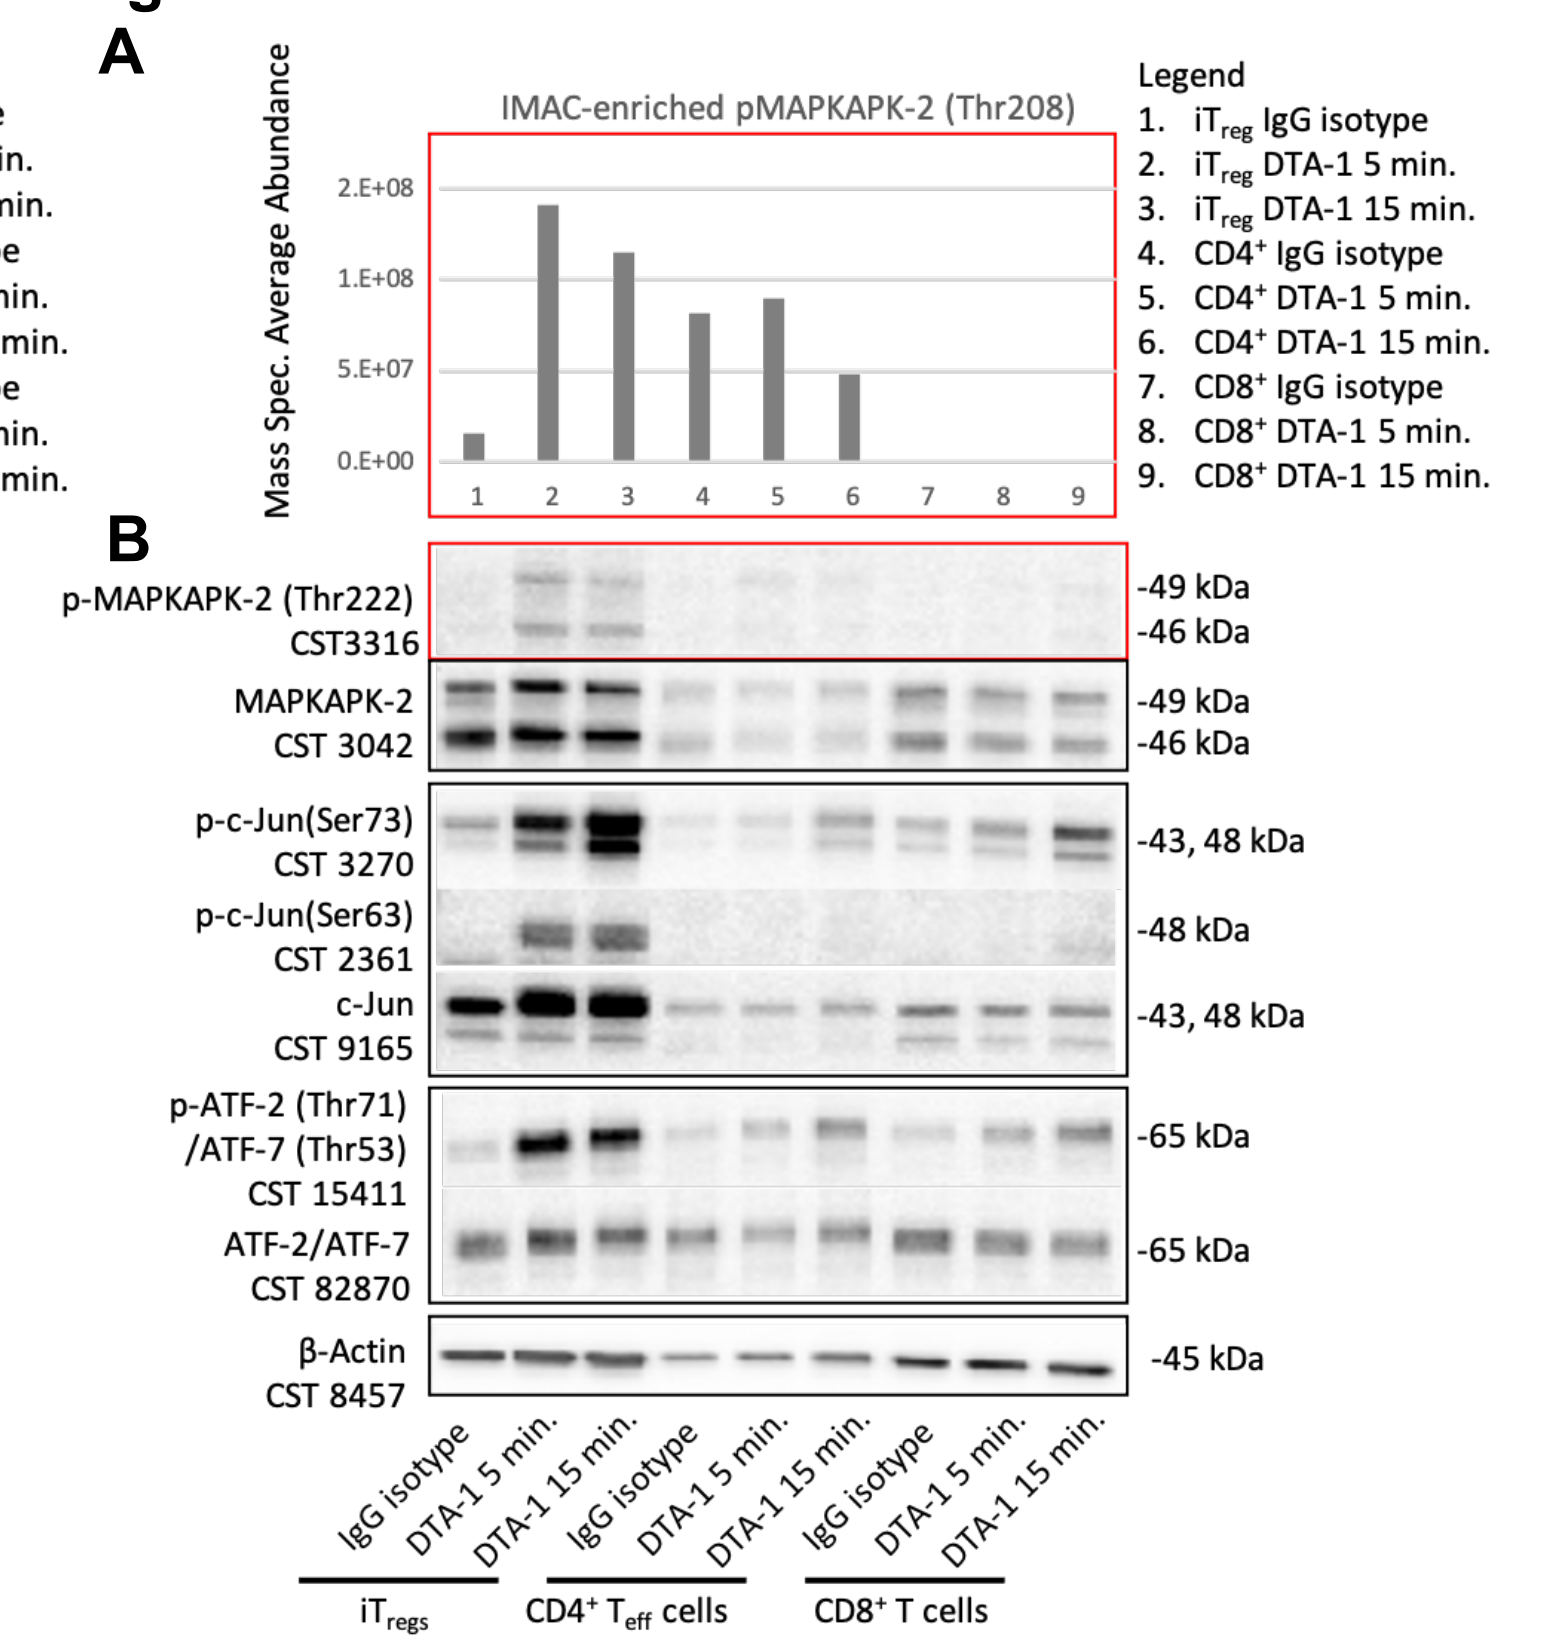 g
A
e
in.
min.
pe
min.
min.
pe
min.
min.
Mass Spec. Average Abundance
IMAC-enriched pMAPKAPK-2 (Thr208)
2.E+08
1.E+08
5.E+07
0.E+00
1 2 3 4 5 6 7 8 9
Legend
1. iTreg IgG isotype
2. iTreg DTA-1 5 min.
3. iTreg DTA-1 15 min.
4. CD4+ IgG isotype
5. CD4+ DTA-1 5 min.
6. CD4+ DTA-1 15 min.
7. CD8+ IgG isotype
8. CD8+ DTA-1 5 min.
9. CD8+ DTA-1 15 min.
B
p-MAPKAPK-2 (Thr222)
CST3316
-49 kDa
-46 kDa
MAPKAPK-2
CST 3042
-49 kDa
-46 kDa
p-c-Jun(Ser73)
CST 3270
-43, 48 kDa
p-c-Jun(Ser63)
CST 2361
-48 kDa
c-Jun
CST 9165
-43, 48 kDa
p-ATF-2 (Thr71)
/ATF-7 (Thr53)
CST 15411
-65 kDa
ATF-2/ATF-7
CST 82870
-65 kDa
β-Actin
CST 8457
-45 kDa
IgG isotype
DTA-1 5 min.
DTA-1 15 min.
IgG isotype
DTA-1 5 min.
DTA-1 15 min.
IgG isotype
DTA-1 5 min.
DTA-1 15 min.
iTregs
CD4+ Teff cells
CD8+ T cells